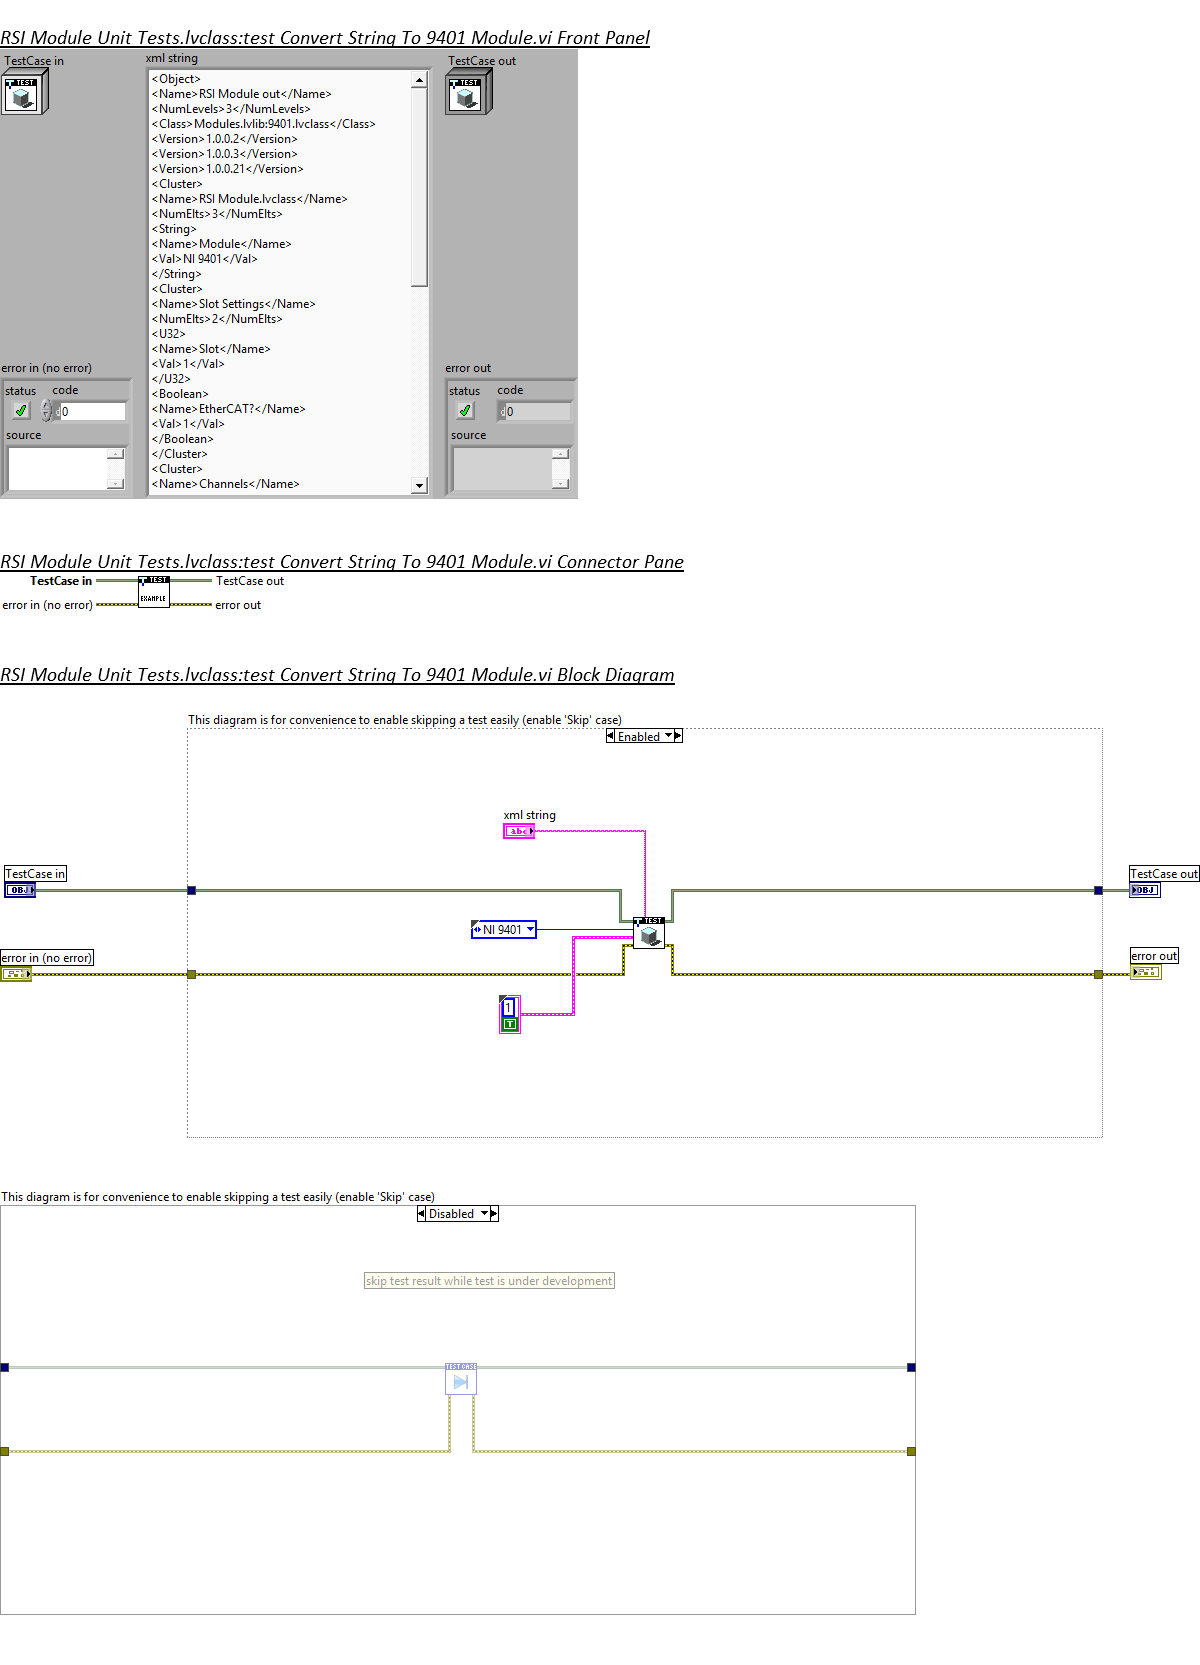 RSI Module Unit Tests.lvclass:test Convert String To 9401 Module.vi Front Panel
TestCase in
xml string
TestCase out
TEST
TEST
<Object>
<Name>RSI Module out</Name>
<NumLevels>3</NumLevels>
<Class>Modules.lvlib:9401.lvclass</Class>
<Version>1.0.0.2</Version>
<Version>1.0.0.3</Version>
<Version>1.0.0.21</Version>
<Cluster>
<Name>RSI Module.lvclass</Name>
<NumElts>3</NumElts>
<String>
<Name>Module</Name>
<Val>NI 9401</Val>
</String>
<Cluster>
<Name>Slot Settings</Name>
<NumElts>2</NumElts>
<U32>
<Name>Slot</Name>
<Val>1</Val>
</U32>
<Boolean>
<Name>EtherCAT?</Name>
<Val>1</Val>
</Boolean>
</Cluster>
<Cluster>
<Name>Channels</Name>
error in (no error)
status code
d 0
source
error out
status code
d 0
source
RSI Module Unit Tests.lvclass:test Convert String To 9401 Module.vi Connector Pane
TestCase in
TEST
EXAMPLE
TestCase out
error in (no error)
error out
RSI Module Unit Tests.lvclass:test Convert String To 9401 Module.vi Block Diagram
This diagram is for convenience to enable skipping a test easily (enable 'Skip' case)
Enabled
xml string
abc
TestCase in
OBJ
TestCase out
OBJ
TEST
NI 9401
error in (no error)
error out
1
T
This diagram is for convenience to enable skipping a test easily (enable 'Skip' case)
Disabled
skip test result while test is under development
TEST CASE